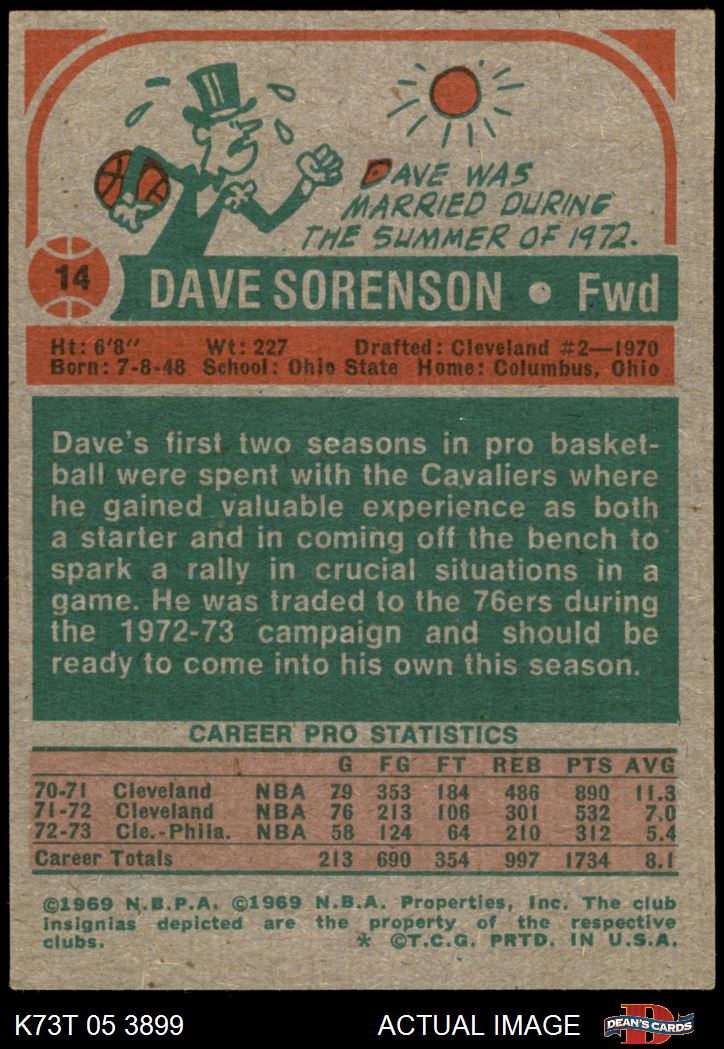 DAVE WAS
MARRIED DURING
THE SUMMER OF 1972.
14
DAVE SORENSON • Fwd
Ht: 6'8" Wt: 227 Drafted: Cleveland #2—1970
Born: 7-8-48 School: Ohio State Home: Columbus, Ohio
Dave's first two seasons in pro basket-
ball were spent with the Cavaliers where
he gained valuable experience as both
a starter and in coming off the bench to
spark a rally in crucial situations in a
game. He was traded to the 76ers during
the 1972-73 campaign and should be
ready to come into his own this season.
CAREER PRO STATISTICS
G FG FT REB PTS AVG
70-71 Cleveland NBA 79 353 184 486 890 11.3
71-72 Cleveland NBA 76 213 106 301 532 7.0
72-73 Cle.-Phila. NBA 58 124 64 210 312 5.4
Career Totals 213 690 354 997 1734 8.1
©1969 N.B.P.A. ©1969 N.B.A. Properties, Inc. The club
insignias depicted are the property of the respective
clubs. * ©T.C.G. PRTD. IN U.S.A.
K73T 05 3899 ACTUAL IMAGE DEAN'S CARDS